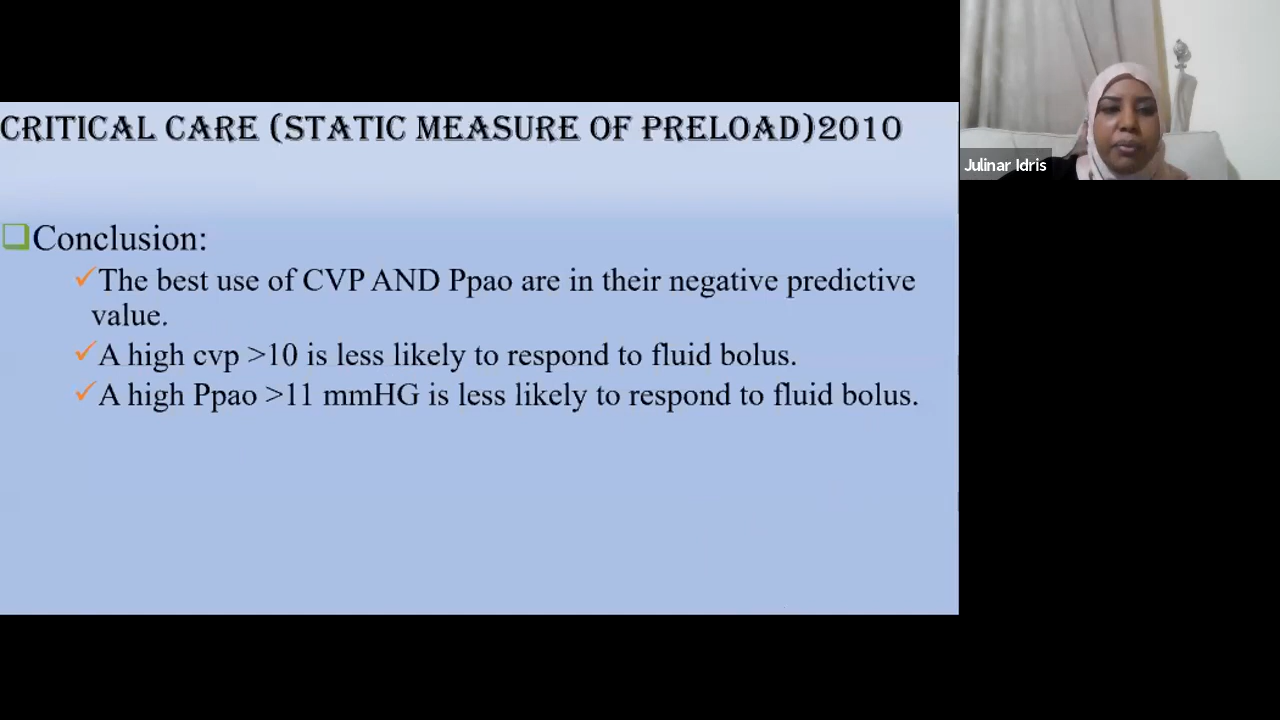 CRITICAL CARE (STATIC MEASURE OF PRELOAD)2010
Julinar Idris
Conclusion:
The best use of CVP AND Ppao are in their negative predictive
value.
A high cvp >10 is less likely to respond to fluid bolus.
A high Ppao >11 mmHG is less likely to respond to fluid bolus.